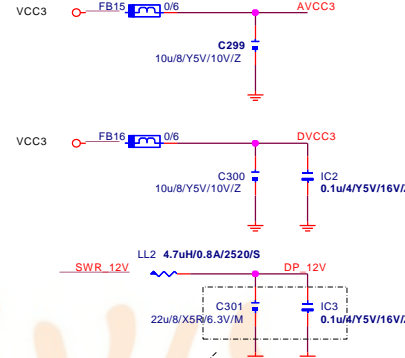 VCC3 FB15 0/6 AVCC3
C299
10u/8/Y5V/10V/Z
VCC3 FB16 0/6 DVCC3
C300 IC2
10u/8/Y5V/10V/Z 0.1u/4/Y5V/16V/
LL2 4.7uH/0.8A/2520/S
SWR_12V DP_12V
C301 IC3
22u/8/X5R/6.3V/M 0.1u/4/Y5V/16V/